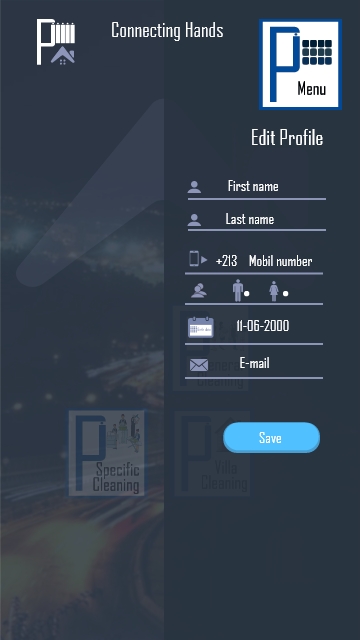 Connecting Hands
Menu
Edit Profile
First name
Last name
+213 Mobil number
11-06-2000
E-mail
Save
Specific
Cleaning
Villa
Cleaning